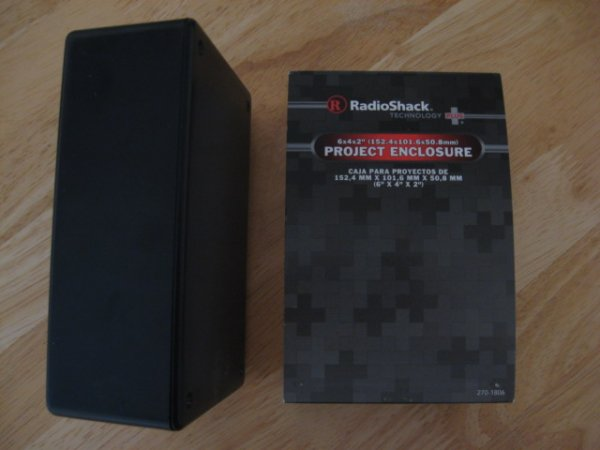 R RadioShack®
TECHNOLOGY PLUS
6x4x2" (152.4x101.6x50.8mm)
PROJECT ENCLOSURE
CAJA PARA PROYECTOS DE
152,4 MM X 101,6 MM X 50,8 MM
(6" X 4" X 2")
270-1806